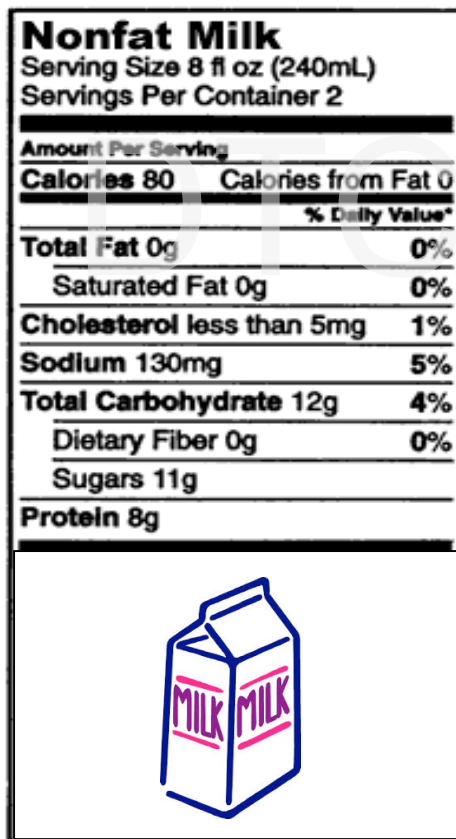 Nonfat Milk
Serving Size 8 fl oz (240mL)
Servings Per Container 2
Amount Per Serving
Calories 80 Calories from Fat 0
% Daily Value*
Total Fat 0g 0%
Saturated Fat 0g 0%
Cholesterol less than 5mg 1%
Sodium 130mg 5%
Total Carbohydrate 12g 4%
Dietary Fiber 0g 0%
Sugars 11g
Protein 8g
MILK MILK